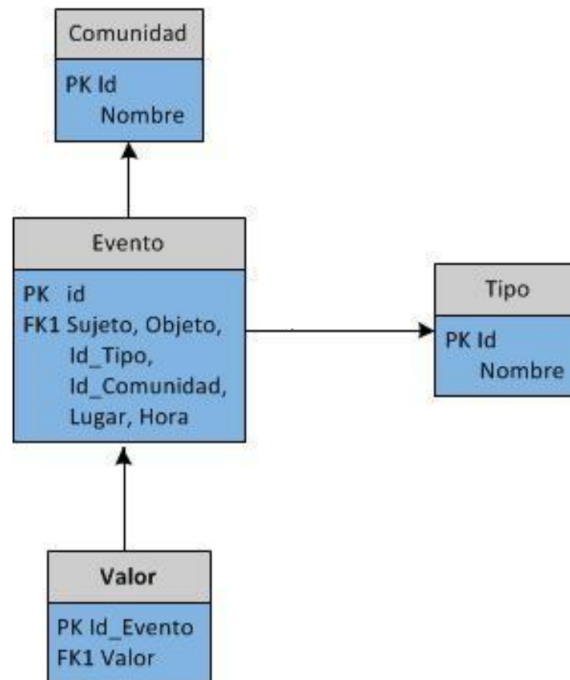 Comunidad
PK Id
Nombre
Evento
PK id
FK1 Sujeto, Objeto,
Id_Tipo,
Id_Comunidad,
Lugar, Hora
Tipo
PK Id
Nombre
Valor
PK Id_Evento
FK1 Valor